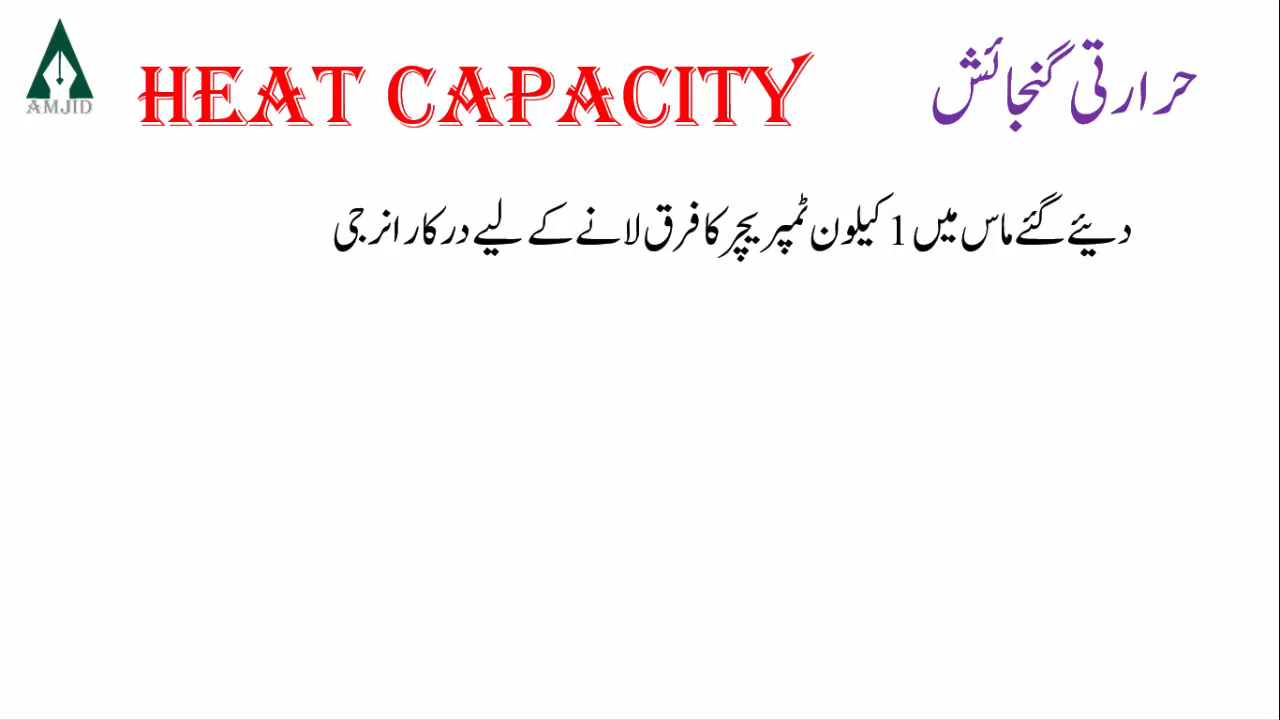 AMJID
HEAT CAPACITY حرارتی گنجائش
دیئے گئے ماس میں 1 کیلون ٹمپریچر کا فرق لانے کے لیے درکار انرجی